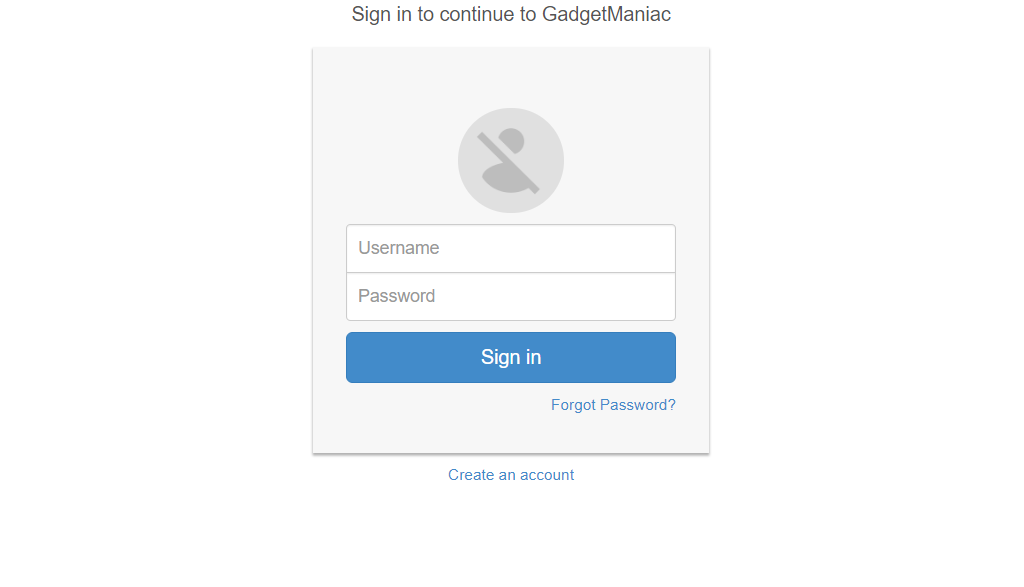 Sign in to continue to GadgetManiac
Username
Password
Sign in
Forgot Password?
Create an account